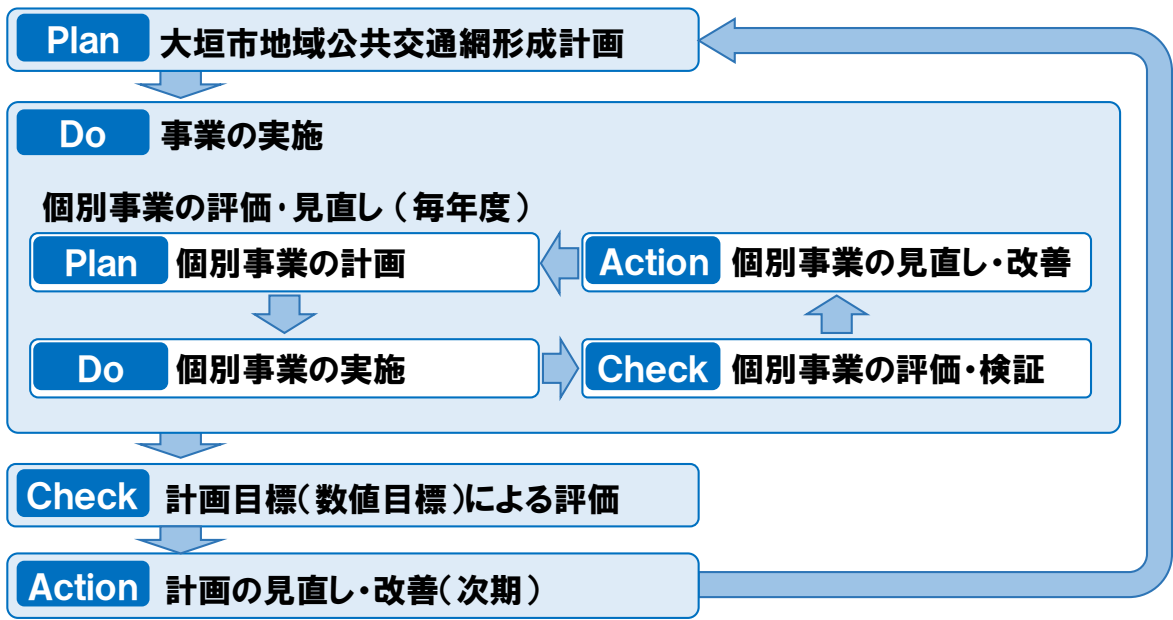 Plan 大垣市地域公共交通網形成計画
Do 事業の実施
個別事業の評価・見直し（毎年度）
Plan 個別事業の計画
Action 個別事業の見直し・改善
Do 個別事業の実施
Check 個別事業の評価・検証
Check 計画目標（数値目標）による評価
Action 計画の見直し・改善（次期）